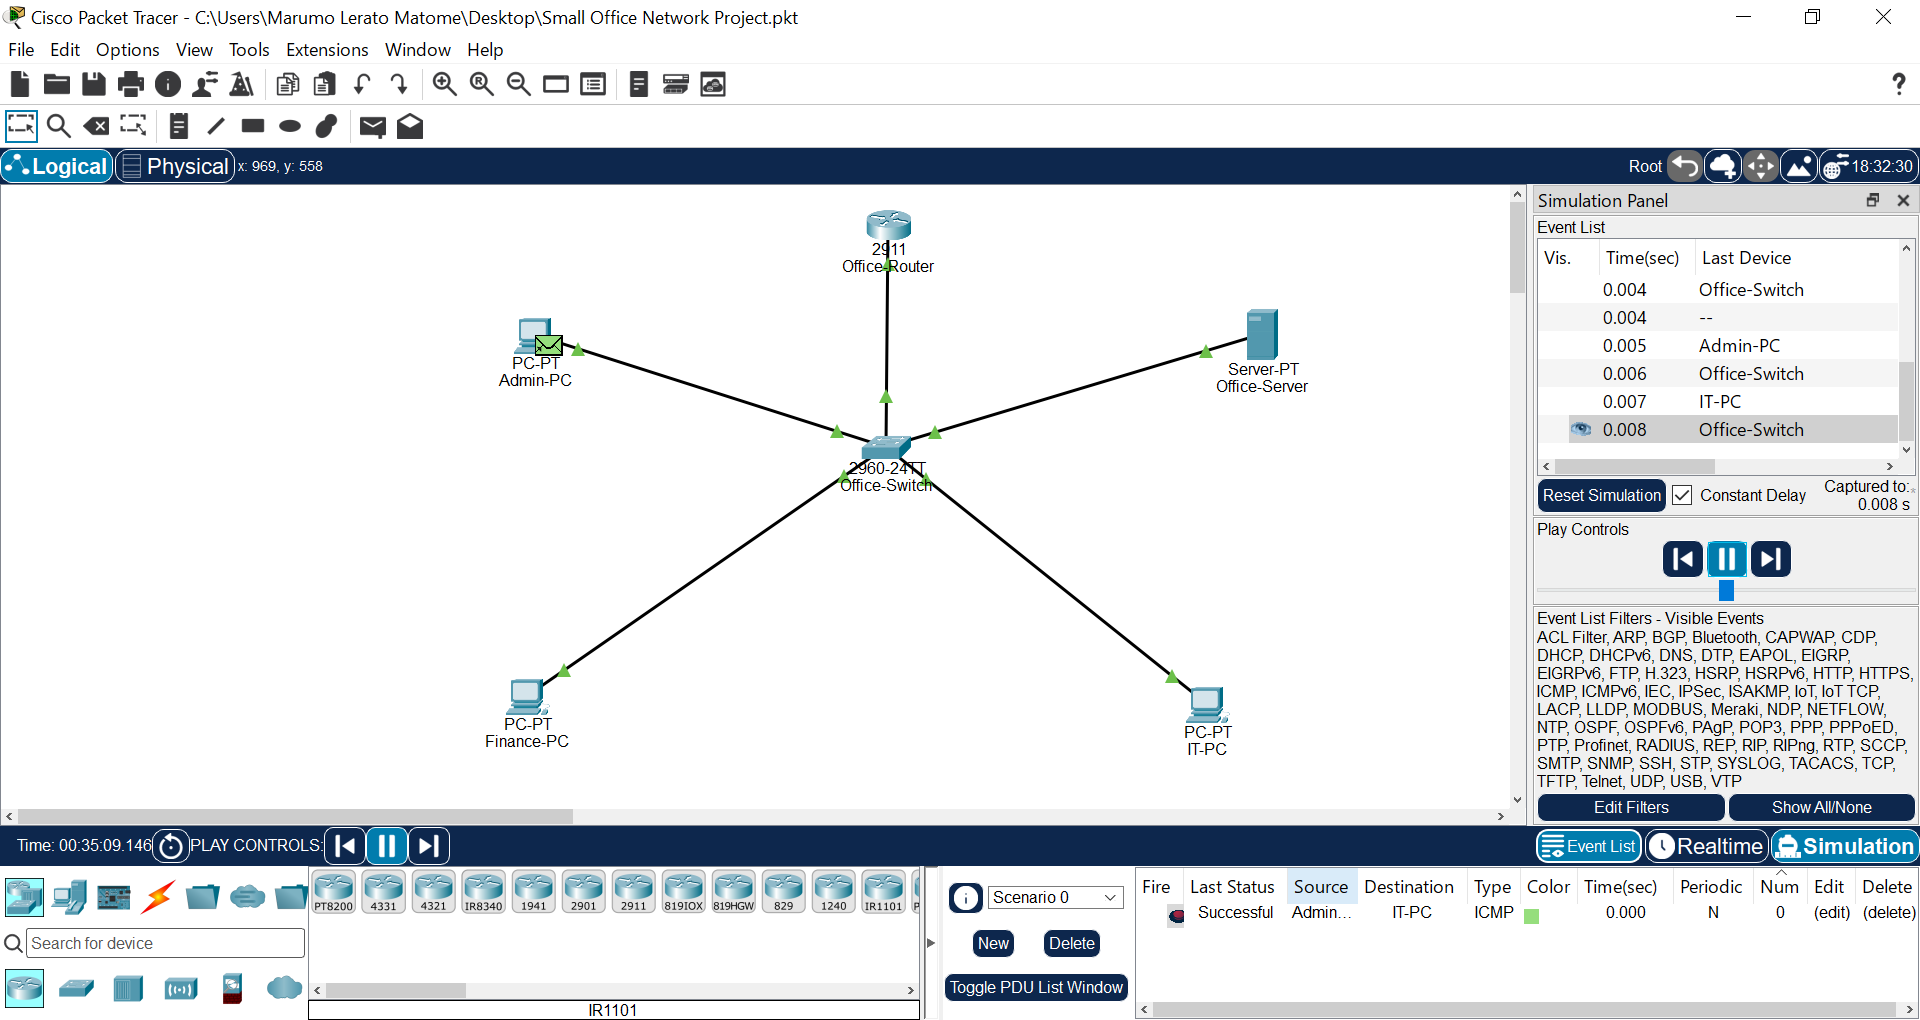 Cisco Packet Tracer - C:\Users\Marumo Lerato Matome\Desktop\Small Office Network Project.pkt
File Edit Options View Tools Extensions Window Help
Logical Physical x: 969, y: 558 Root 18:32:30
2911
Office-Router
PC-PT
Admin-PC
Server-PT
Office-Server
2960-24TT
Office-Switch
PC-PT
Finance-PC
PC-PT
IT-PC
Simulation Panel
Event List
Vis. Time(sec) Last Device
0.004 Office-Switch
0.004 --
0.005 Admin-PC
0.006 Office-Switch
0.007 IT-PC
0.008 Office-Switch
Reset Simulation Constant Delay Captured to:
0.008 s
Play Controls
Event List Filters - Visible Events
ACL Filter, ARP, BGP, Bluetooth, CAPWAP, CDP,
DHCP, DHCPv6, DNS, DTP, EAPOL, EIGRP,
EIGRPv6, FTP, H.323, HSRP, HSRPv6, HTTP, HTTPS,
ICMP, ICMPv6, IEC, IPSec, ISAKMP, IoT, IoT TCP,
LACP, LLDP, MODBUS, Meraki, NDP, NETFLOW,
NTP, OSPF, OSPFv6, PAgP, POP3, PPP, PPPoED,
PTP, Profinet, RADIUS, REP, RIP, RIPng, RTP, SCCP,
SMTP, SNMP, SSH, STP, SYSLOG, TACACS, TCP,
TFTP, Telnet, UDP, USB, VTP
Edit Filters Show All/None
Time: 00:35:09.146 PLAY CONTROLS: Event List Realtime Simulation
PT8200 4331 4321 IR8340 1941 2901 2911 819IOX 819HGW 829 1240 IR1101
Search for device
IR1101
Scenario 0
New Delete
Toggle PDU List Window
Fire Last Status Source Destination Type Color Time(sec) Periodic Num Edit Delete
Successful Admin... IT-PC ICMP 0.000 N 0 (edit) (delete)